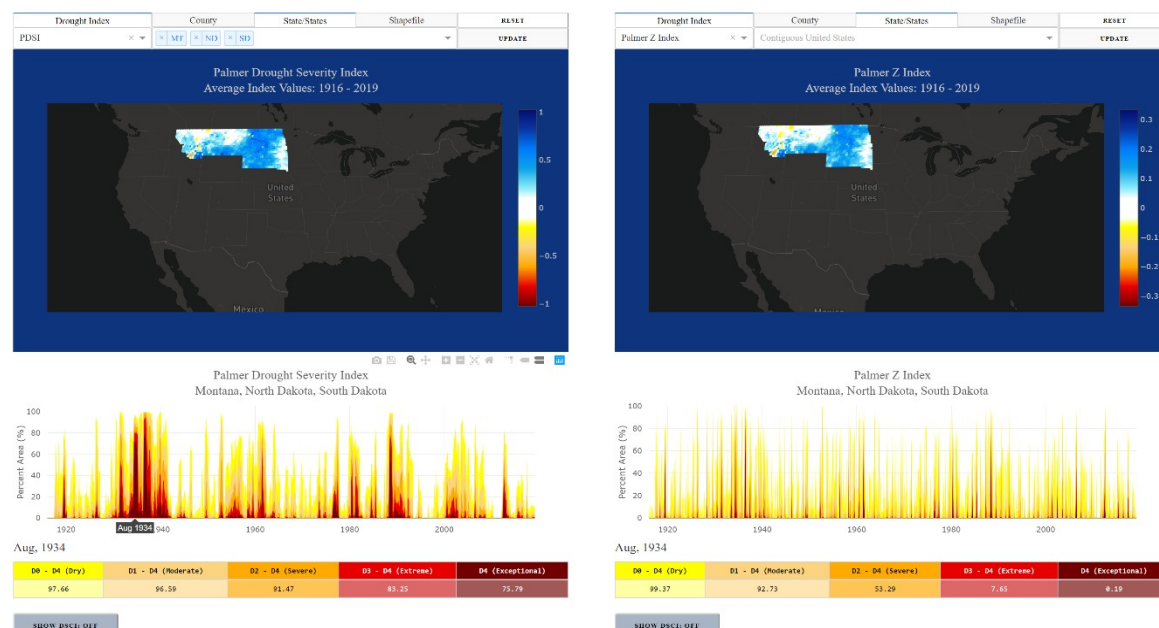 Drought Index County State/States Shapefile RESET
PDSI × MT × ND × SD UPDATE
Palmer Drought Severity Index
Average Index Values: 1916 - 2019
1
0.5
0
−0.5
−1
United
States
Mexico
Palmer Drought Severity Index
Montana, North Dakota, South Dakota
Percent Area (%)
100
80
60
40
20
0
1920 Aug 1934 940 1960 1980 2000
Aug, 1934
D0 - D4 (Dry) D1 - D4 (Moderate) D2 - D4 (Severe) D3 - D4 (Extreme) D4 (Exceptional)
97.66 96.59 91.47 83.25 75.79
SHOW DSCI: OFF
Drought Index County State/States Shapefile RESET
Palmer Z Index × Contiguous United States UPDATE
Palmer Z Index
Average Index Values: 1916 - 2019
0.3
0.2
0.1
0
−0.1
−0.2
−0.3
United
States
Mexico
Palmer Z Index
Montana, North Dakota, South Dakota
Percent Area (%)
100
80
60
40
20
0
1920 1940 1960 1980 2000
Aug, 1934
D0 - D4 (Dry) D1 - D4 (Moderate) D2 - D4 (Severe) D3 - D4 (Extreme) D4 (Exceptional)
99.37 92.73 53.29 7.65 0.19
SHOW DSCI: OFF